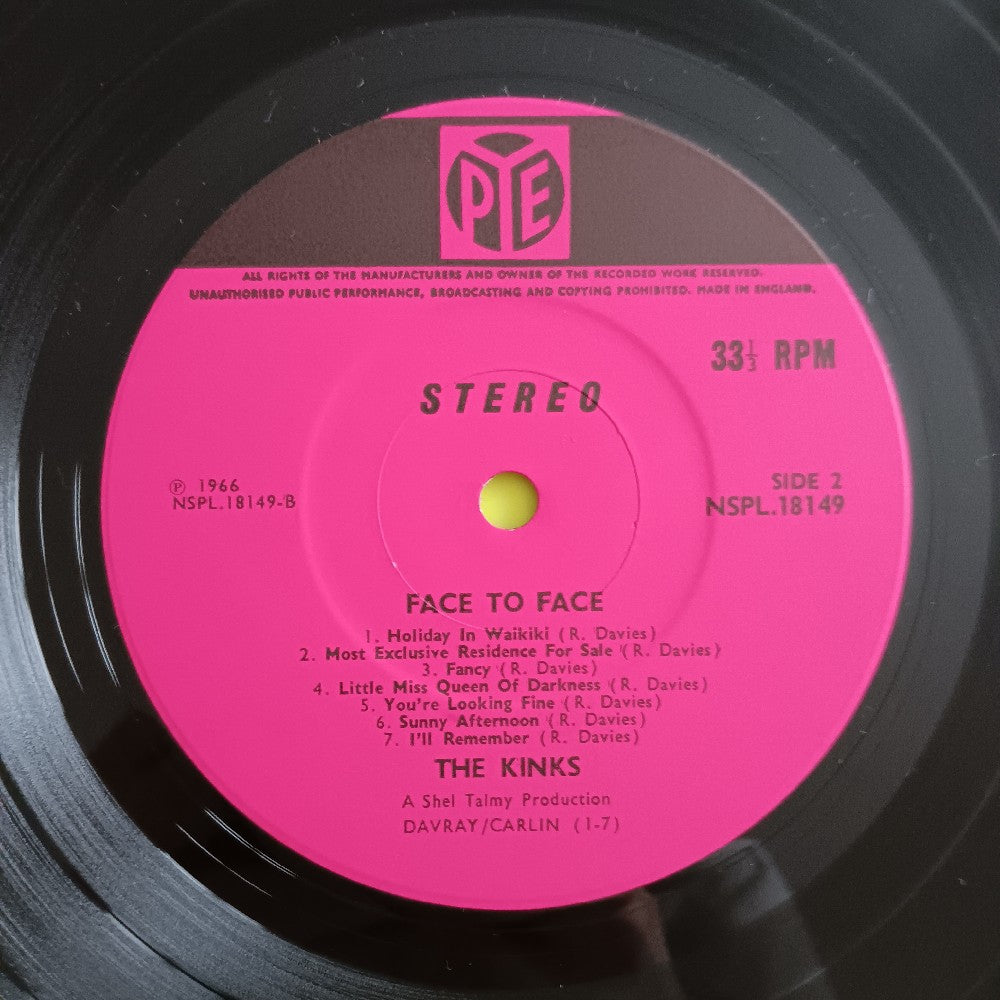 PYE
ALL RIGHTS OF THE MANUFACTURERS AND OWNER OF THE RECORDED WORK RESERVED.
UNAUTHORISED PUBLIC PERFORMANCE, BROADCASTING AND COPYING PROHIBITED. MADE IN ENGLAND.
33⅓ RPM
STEREO
℗ 1966
NSPL.18149-B
SIDE 2
NSPL.18149
FACE TO FACE
1. Holiday In Waikiki (R. Davies)
2. Most Exclusive Residence For Sale (R. Davies)
3. Fancy (R. Davies)
4. Little Miss Queen Of Darkness (R. Davies)
5. You're Looking Fine (R. Davies)
6. Sunny Afternoon (R. Davies)
7. I'll Remember (R. Davies)
THE KINKS
A Shel Talmy Production
DAVRAY/CARLIN (1-7)